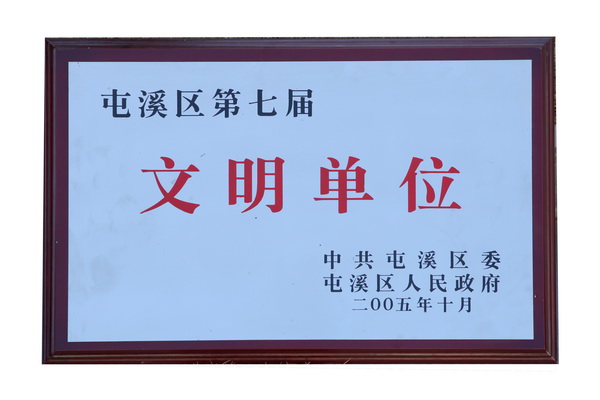 屯溪区第七届
文明单位
中共屯溪区委
屯溪区人民政府
二00五年十月